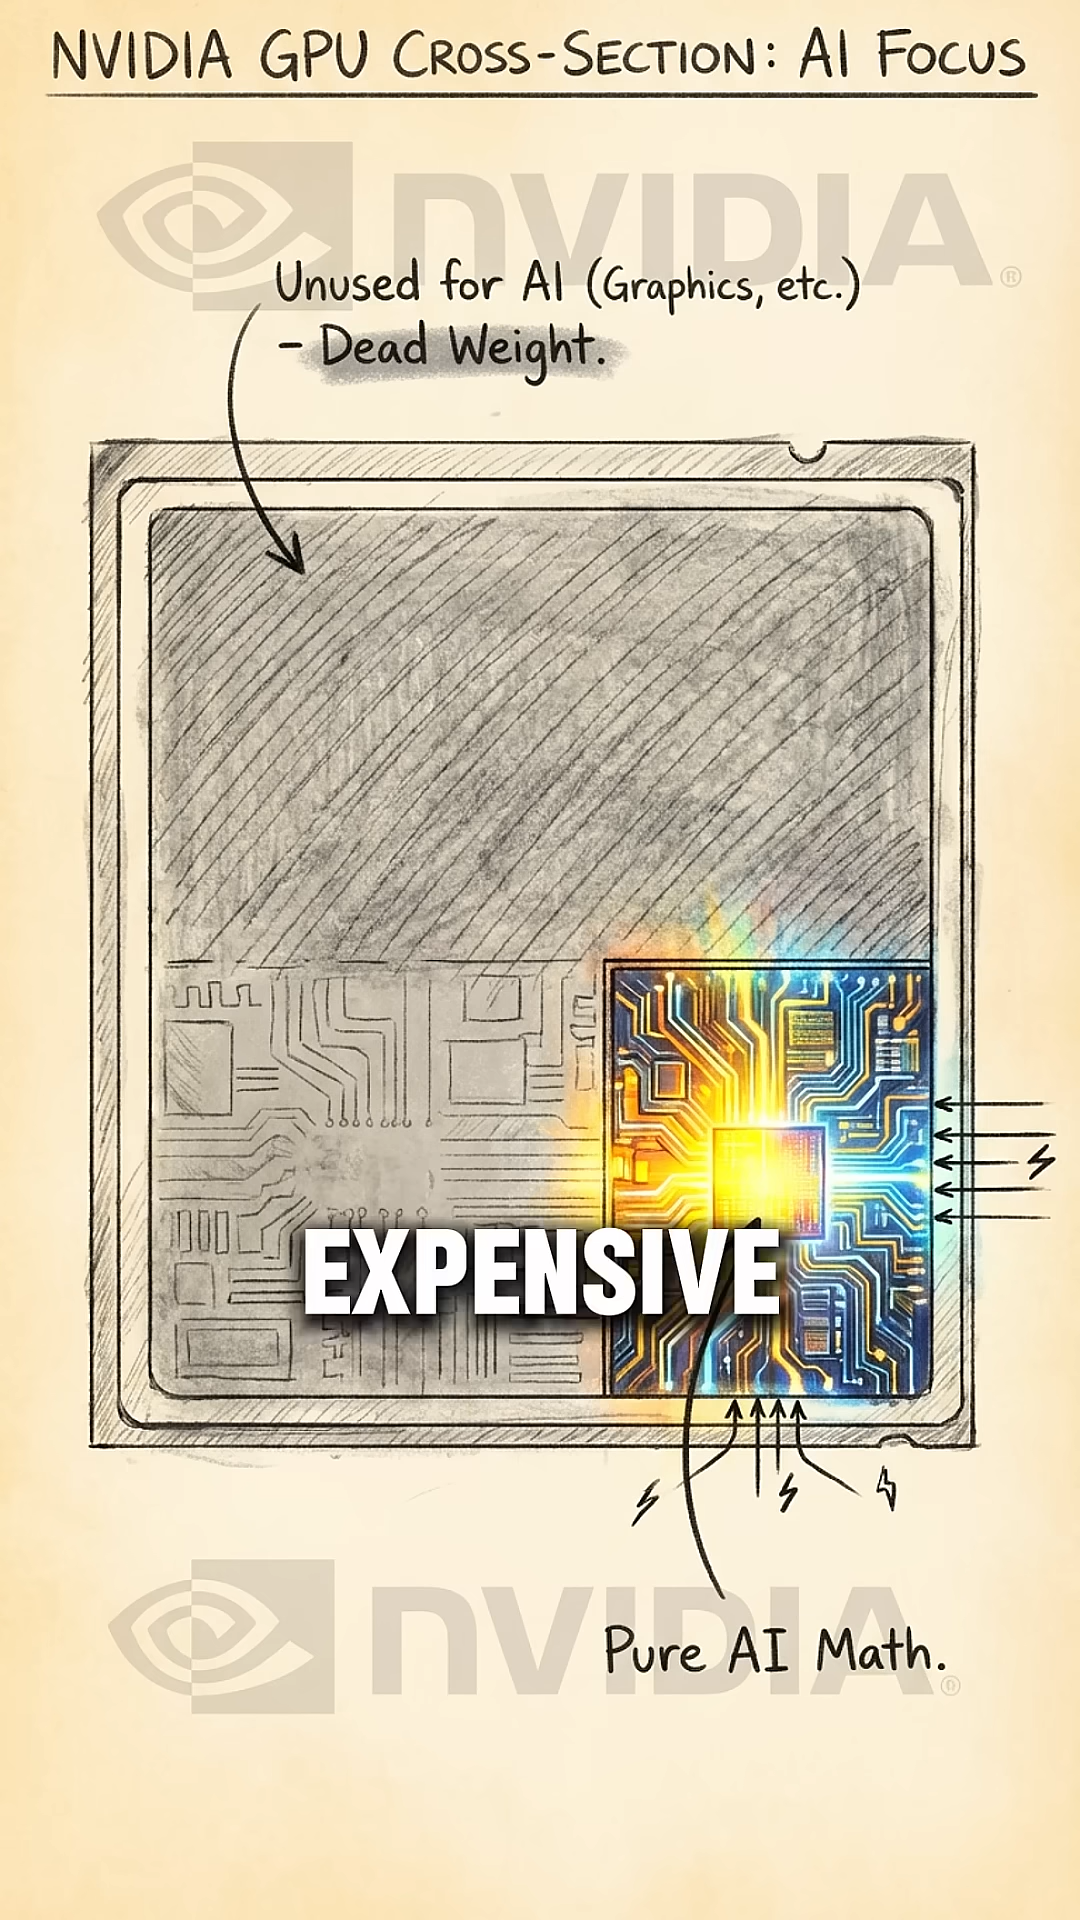 NVIDIA GPU CROSS-SECTION: AI FOCUS
NVIDIA®
Unused for AI (Graphics, etc.)
- Dead Weight.
EXPENSIVE
Pure AI Math.
NVIDIA®